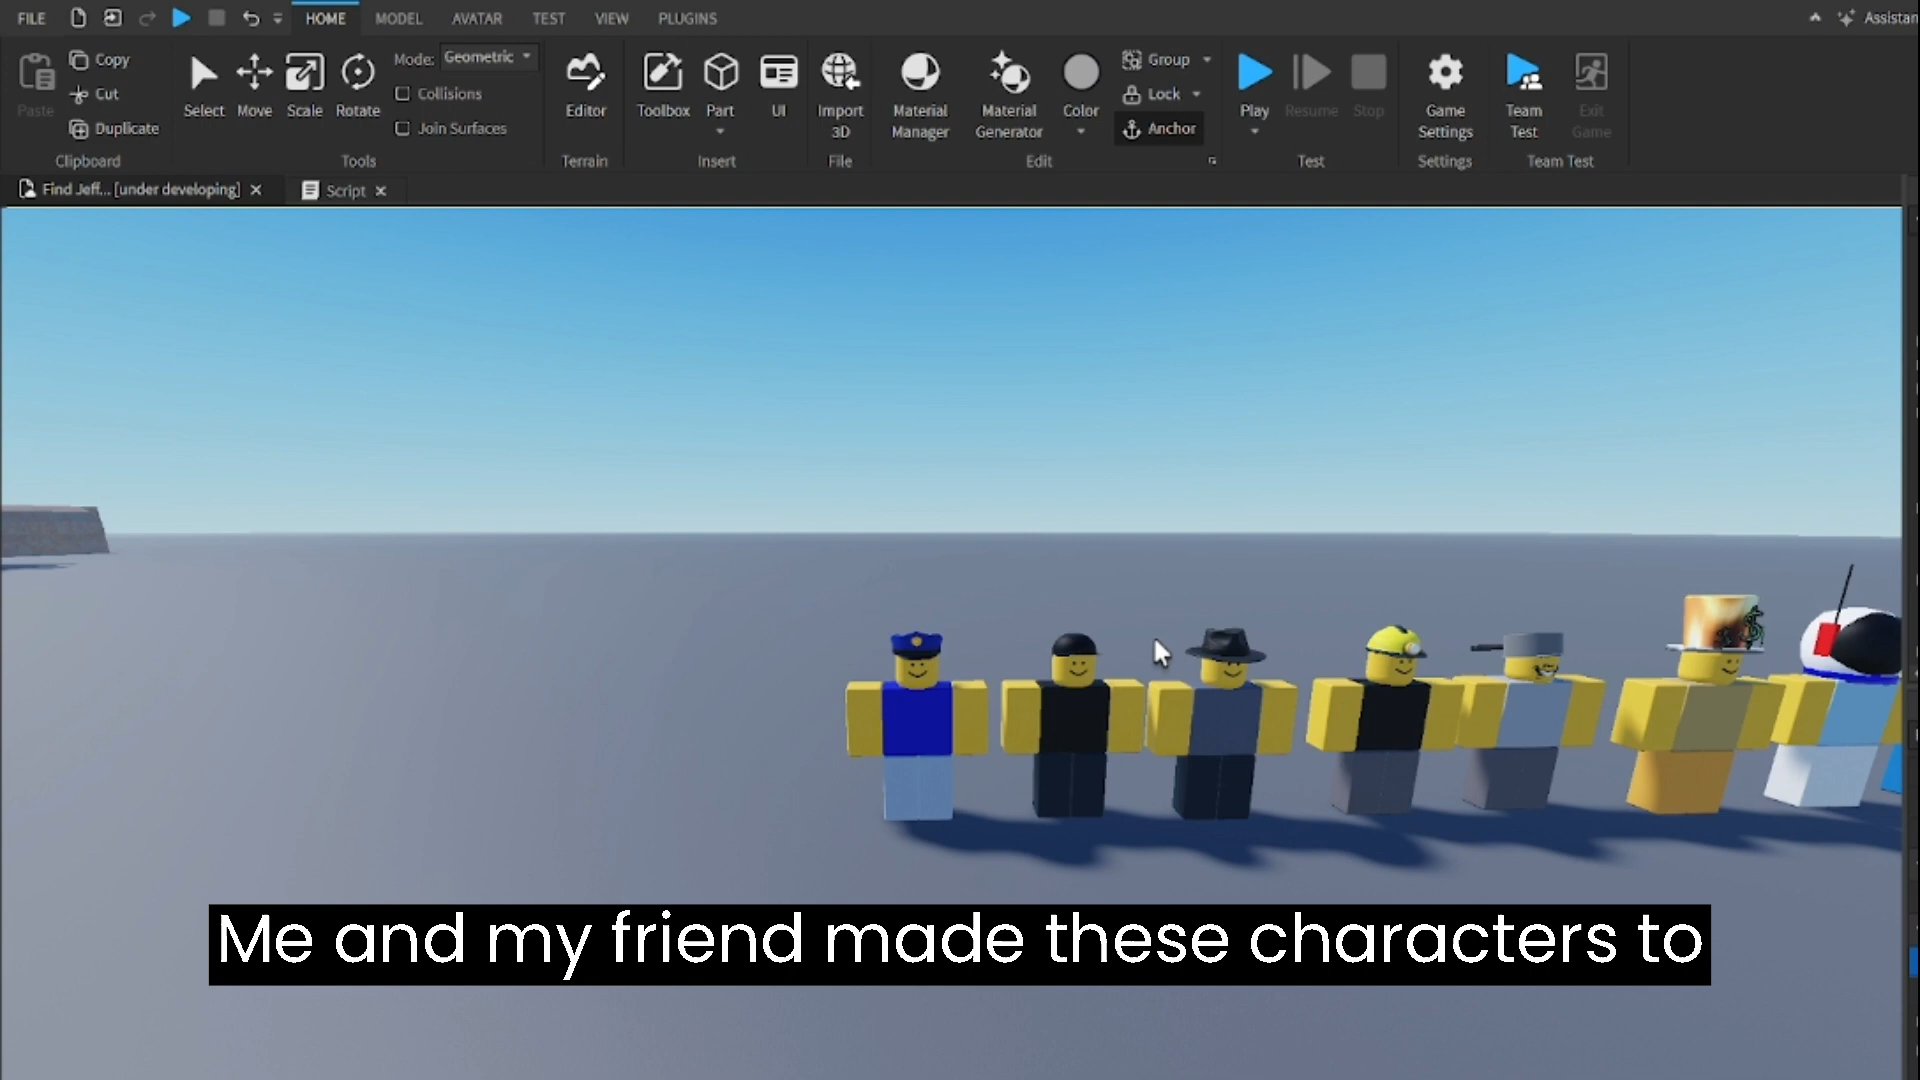 FILE HOME MODEL AVATAR TEST VIEW PLUGINS Assistan
Paste Copy Cut Duplicate
Clipboard
Select Move Scale Rotate
Mode: Geometric
Collisions
Join Surfaces
Tools
Editor
Terrain
Toolbox Part UI
Insert
Import 3D
File
Material Manager
Material Generator
Color
Group
Lock
Anchor
Edit
Play Resume Stop
Test
Game Settings
Settings
Team Test
Exit Game
Team Test
Find Jeff... [under developing] Script
Me and my friend made these characters to